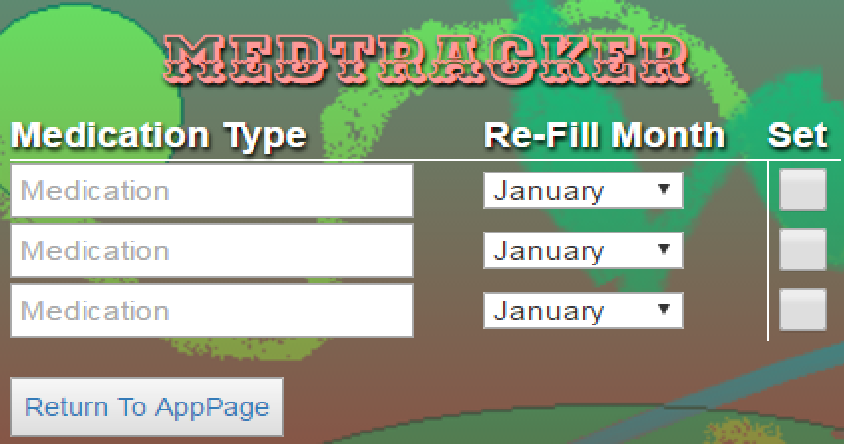 MEDTRACKER
Medication Type Re-Fill Month Set
Medication January
Medication January
Medication January
Return To AppPage